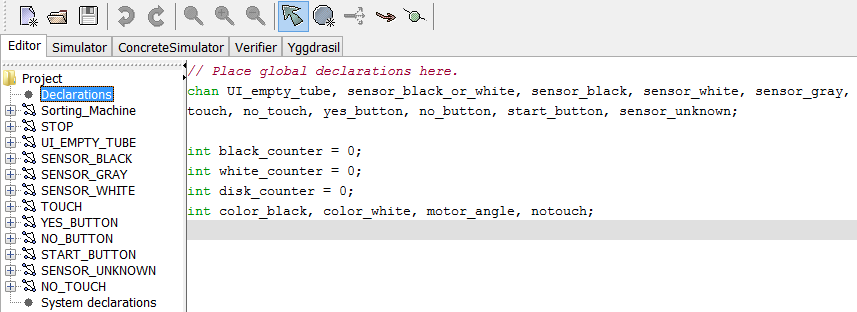 Editor Simulator ConcreteSimulator Verifier Yggdrasil
Project
Declarations
Sorting_Machine
STOP
UI_EMPTY_TUBE
SENSOR_BLACK
SENSOR_GRAY
SENSOR_WHITE
TOUCH
YES_BUTTON
NO_BUTTON
START_BUTTON
SENSOR_UNKNOWN
NO_TOUCH
System declarations
// Place global declarations here.
chan UI_empty_tube, sensor_black_or_white, sensor_black, sensor_white, sensor_gray,
touch, no_touch, yes_button, no_button, start_button, sensor_unknown;
int black_counter = 0;
int white_counter = 0;
int disk_counter = 0;
int color_black, color_white, motor_angle, notouch;